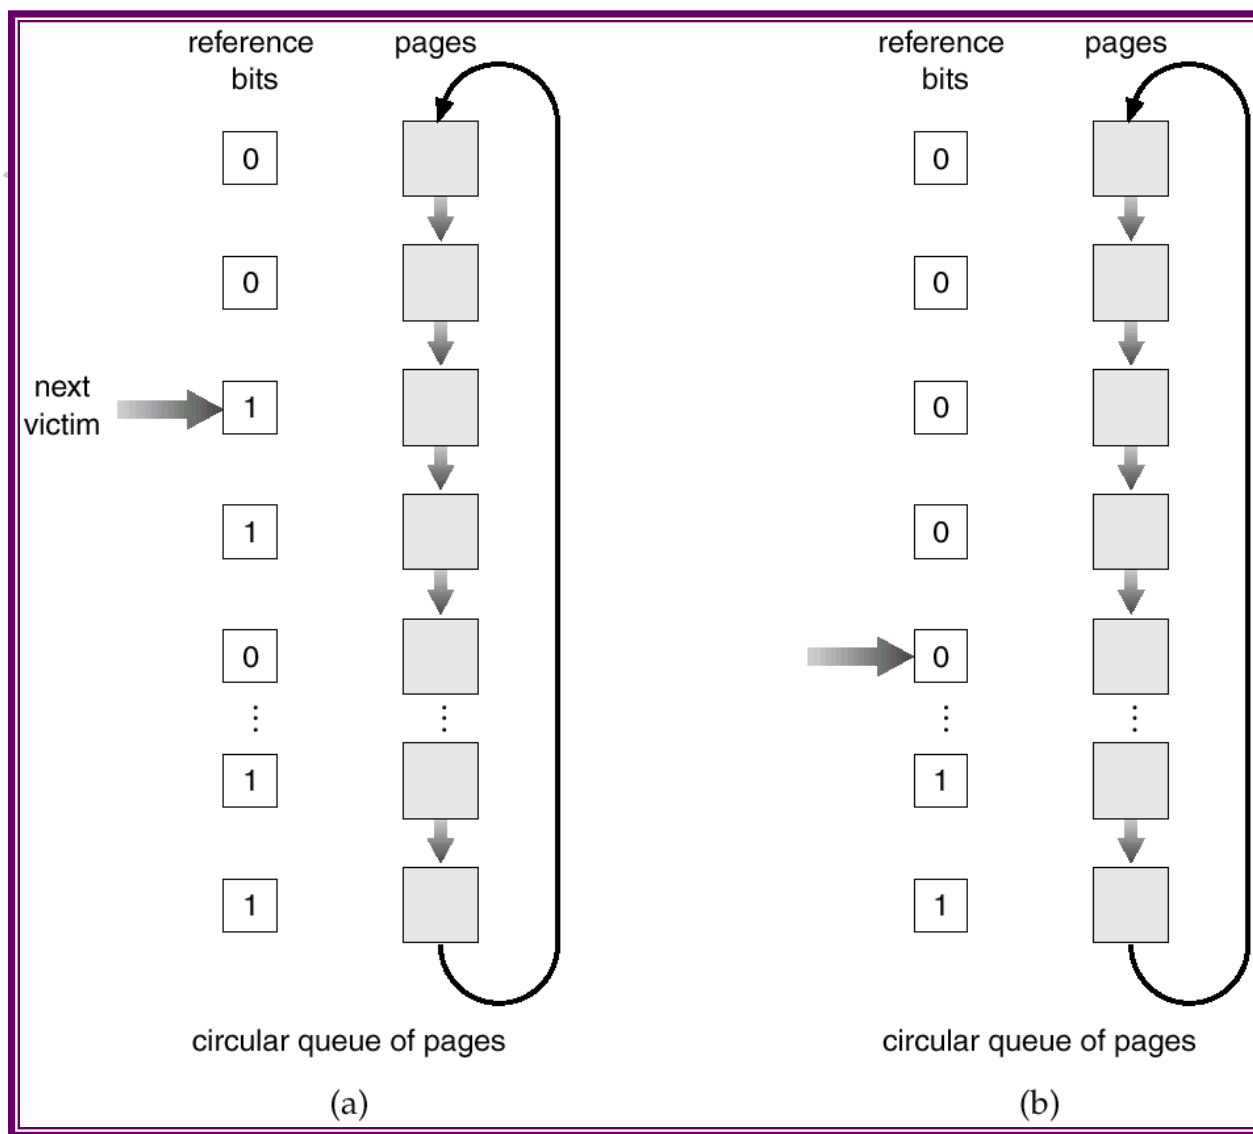 reference pages
bits
0
0
next
victim
1
1
0
⋮ ⋮
1
1
circular queue of pages
(a)
reference pages
bits
0
0
0
0
0
⋮ ⋮
1
1
circular queue of pages
(b)